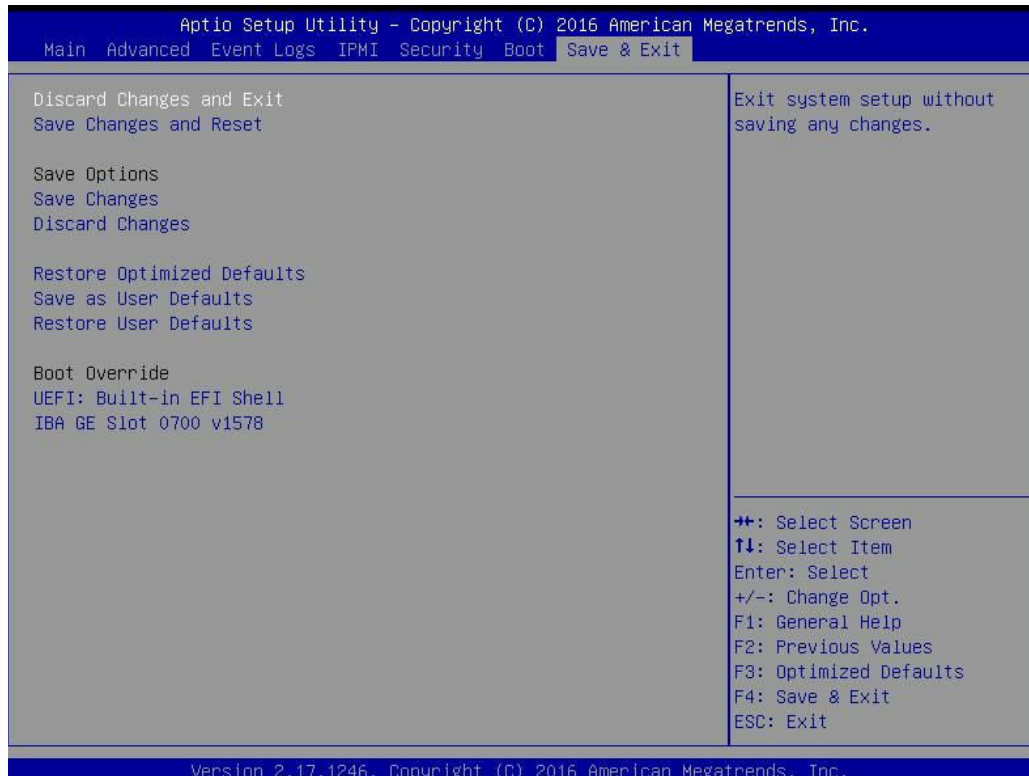 Aptio Setup Utility – Copyright (C) 2016 American Megatrends, Inc.
Main Advanced Event Logs IPMI Security Boot Save & Exit
Discard Changes and Exit
Save Changes and Reset
Save Options
Save Changes
Discard Changes
Restore Optimized Defaults
Save as User Defaults
Restore User Defaults
Boot Override
UEFI: Built-in EFI Shell
IBA GE Slot 0700 v1578
Exit system setup without
saving any changes.
→←: Select Screen
↑↓: Select Item
Enter: Select
+/-: Change Opt.
F1: General Help
F2: Previous Values
F3: Optimized Defaults
F4: Save & Exit
ESC: Exit
Version 2.17.1246. Copyright (C) 2016 American Megatrends, Inc.